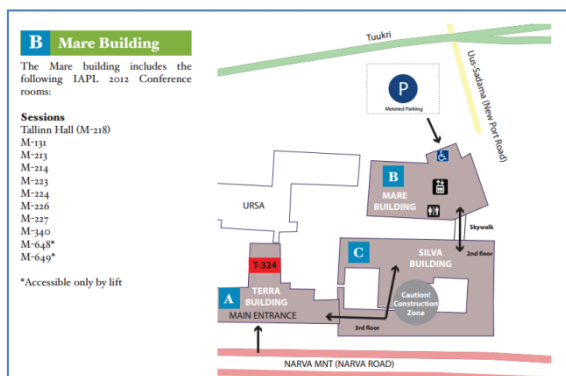 B Mare Building
The Mare building includes the
following IAPL 2012 Conference
rooms:
Sessions
Tallinn Hall (M-218)
M-131
M-213
M-214
M-223
M-224
M-226
M-227
M-340
M-648*
M-649*
*Accessible only by lift
Tuukri
Uus-Sadama (New Port Road)
P
Metered Parking
B
MARE
BUILDING
URSA
Skywalk
2nd floor
C
SILVA
BUILDING
T-324
A
TERRA
BUILDING
MAIN ENTRANCE
Caution!
Construction
Zone
3rd floor
NARVA MNT (NARVA ROAD)